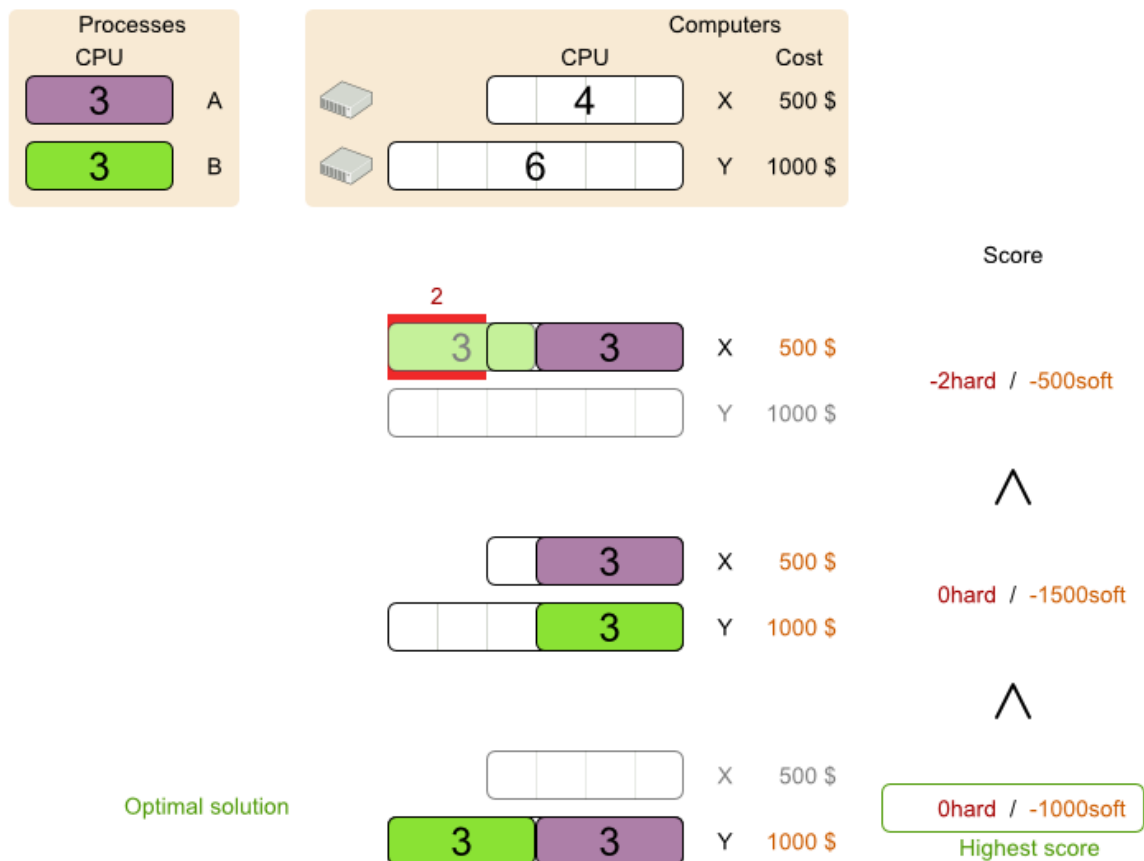 Processes
Computers
CPU
CPU Cost
3 A
4 X 500 $
3 B
6 Y 1000 $
Score
2
3 3 X 500 $
-2hard / -500soft
Y 1000 $
3 X 500 $
0hard / -1500soft
3 Y 1000 $
X 500 $
Optimal solution
0hard / -1000soft
3 3 Y 1000 $
Highest score